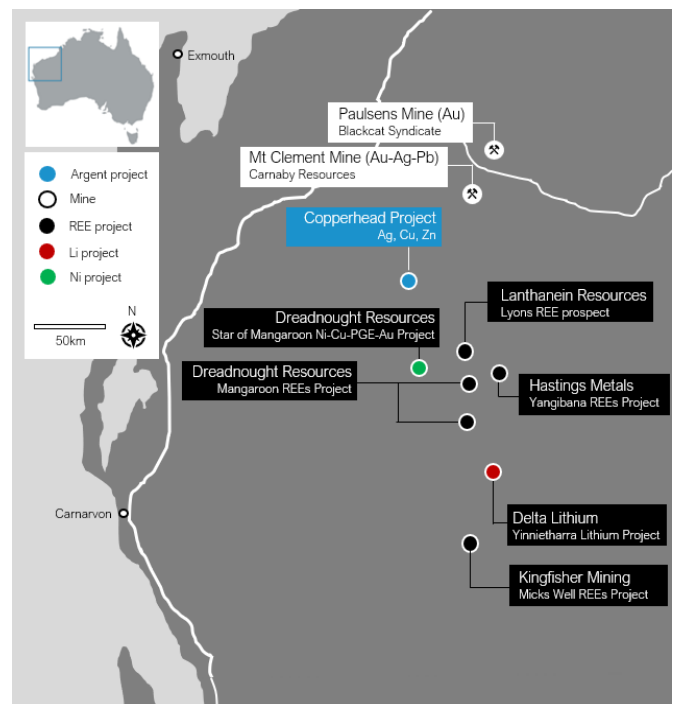 Exmouth
Paulsens Mine (Au)
Blackcat Syndicate
Mt Clement Mine (Au-Ag-Pb)
Carnaby Resources
Argent project
Mine
REE project
Li project
Ni project
N
50km
Copperhead Project
Ag, Cu, Zn
Lanthanein Resources
Lyons REE prospect
Dreadnought Resources
Star of Mangaroon Ni-Cu-PGE-Au Project
Dreadnought Resources
Mangaroon REEs Project
Hastings Metals
Yangibana REEs Project
Carnarvon
Delta Lithium
Yinnietharra Lithium Project
Kingfisher Mining
Micks Well REEs Project